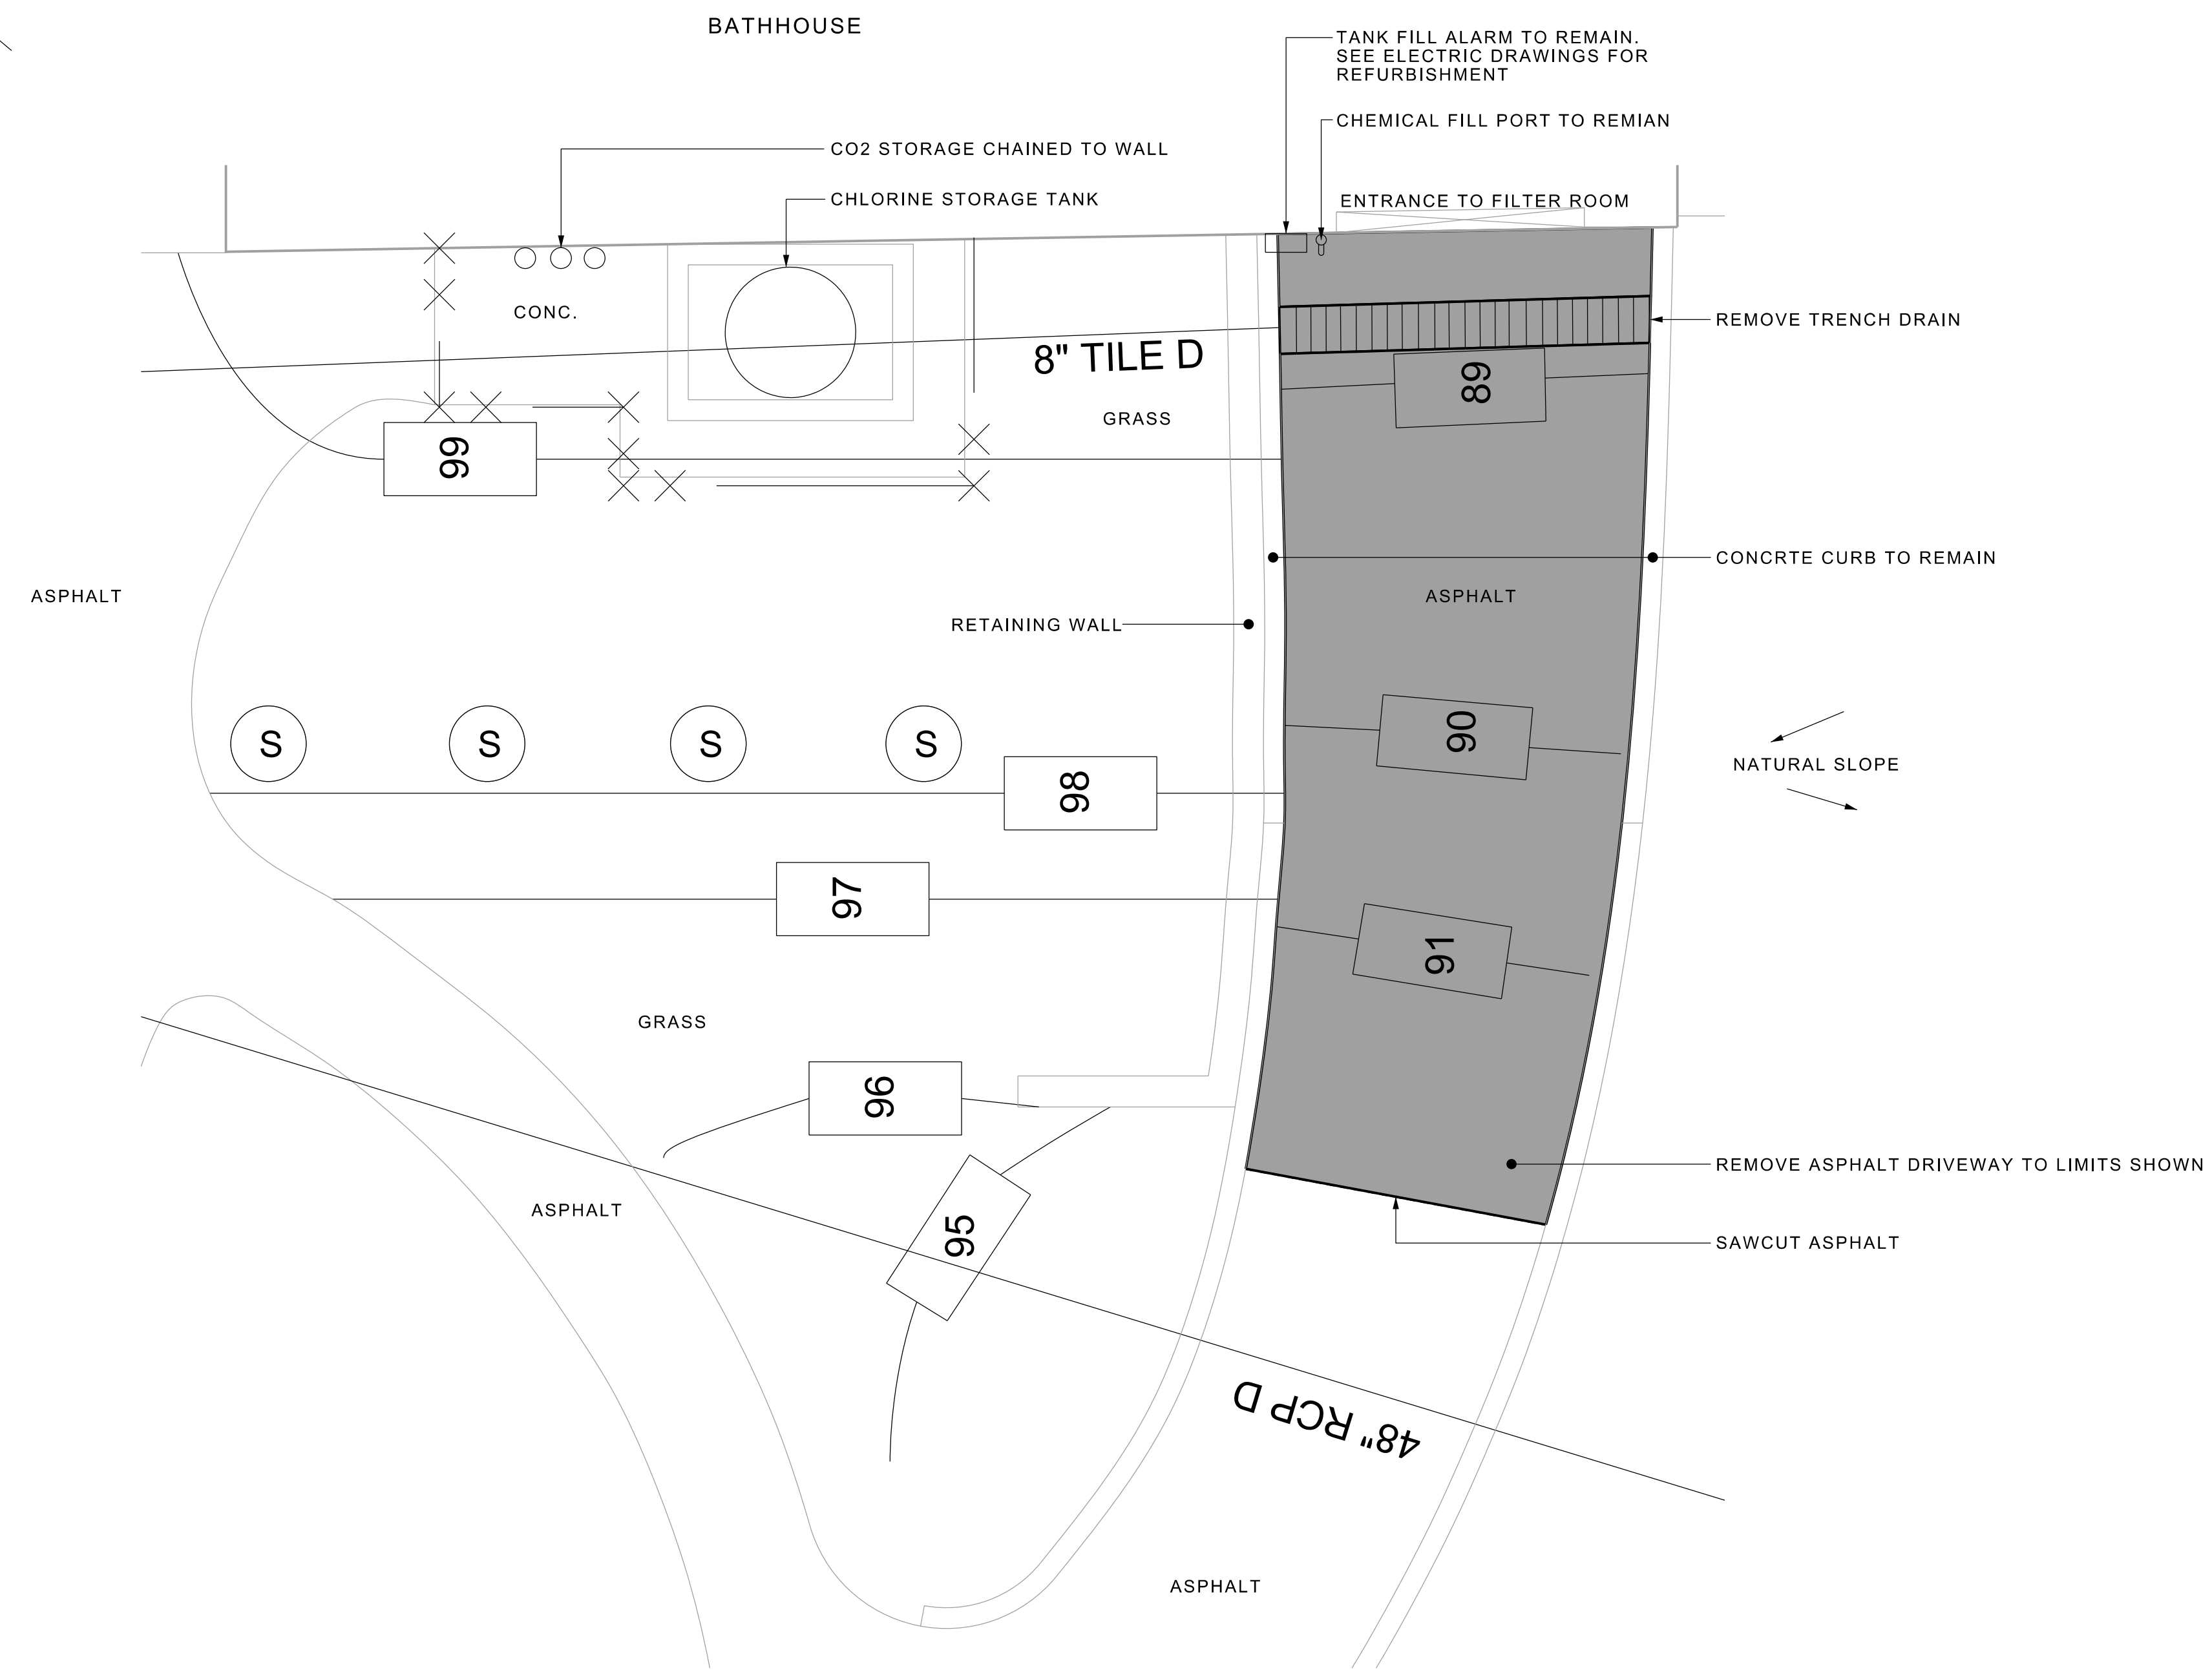 BATHHOUSE
TANK FILL ALARM TO REMAIN.
SEE ELECTRIC DRAWINGS FOR
REFURBISHMENT
CHEMICAL FILL PORT TO REMIAN
CO2 STORAGE CHAINED TO WALL
CHLORINE STORAGE TANK
ENTRANCE TO FILTER ROOM
CONC.
REMOVE TRENCH DRAIN
8" TILE D
89
GRASS
99
CONCRTE CURB TO REMAIN
ASPHALT
ASPHALT
RETAINING WALL
S
S
S
S
90
NATURAL SLOPE
98
97
91
GRASS
96
REMOVE ASPHALT DRIVEWAY TO LIMITS SHOWN
ASPHALT
95
SAWCUT ASPHALT
48" RCP D
ASPHALT